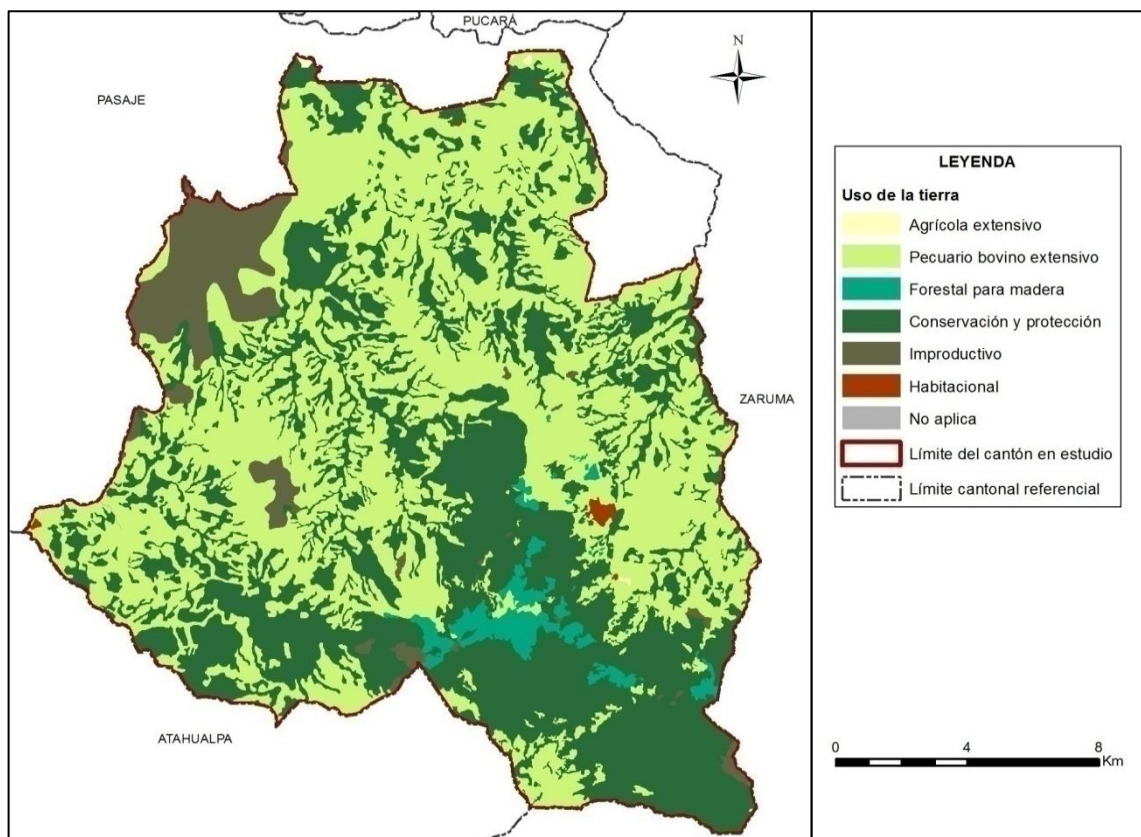 PUCARÁ
N
PASAJE
ZARUMA
ATAHUALPA
LEYENDA
Uso de la tierra
Agrícola extensivo
Pecuario bovino extensivo
Forestal para madera
Conservación y protección
Improductivo
Habitacional
No aplica
Límite del cantón en estudio
Límite cantonal referencial
0 4 8
Km